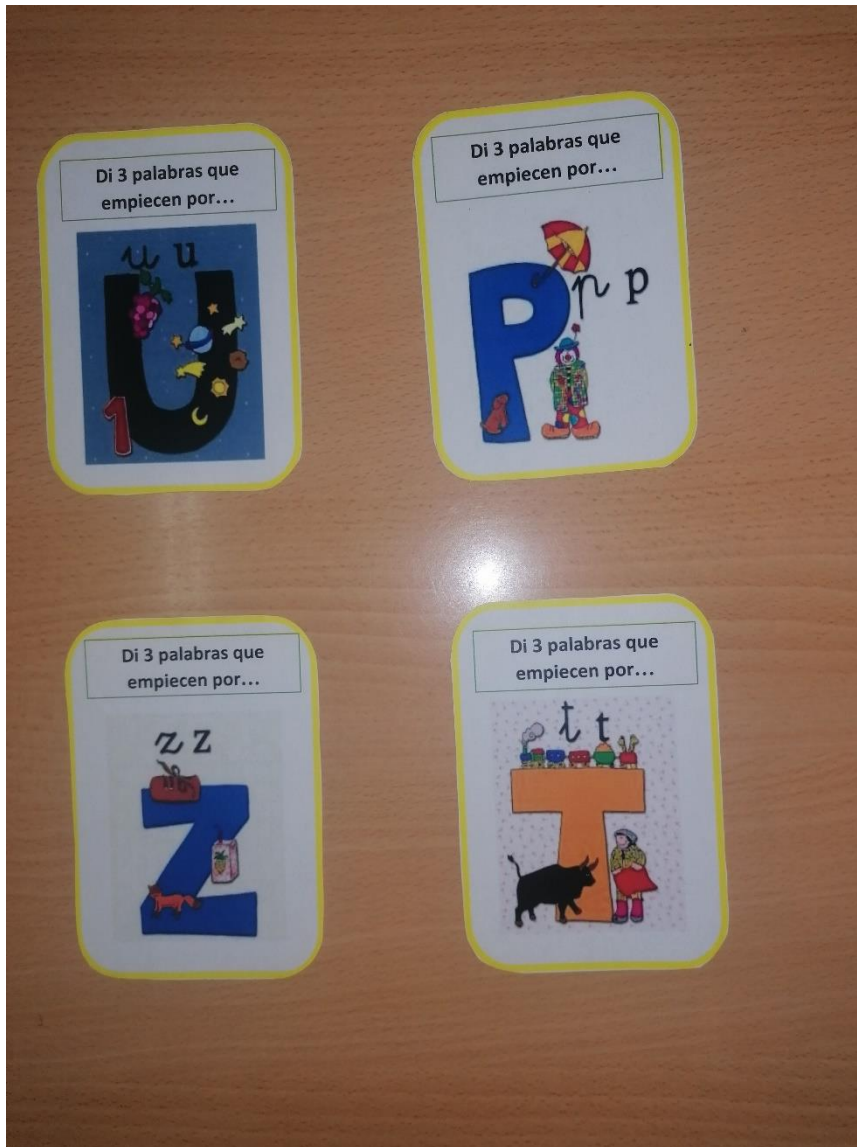 Di 3 palabras que
empiecen por...
u u
U
1
Di 3 palabras que
empiecen por...
P
p p
Di 3 palabras que
empiecen por...
z z
Z
Di 3 palabras que
empiecen por...
t t
T